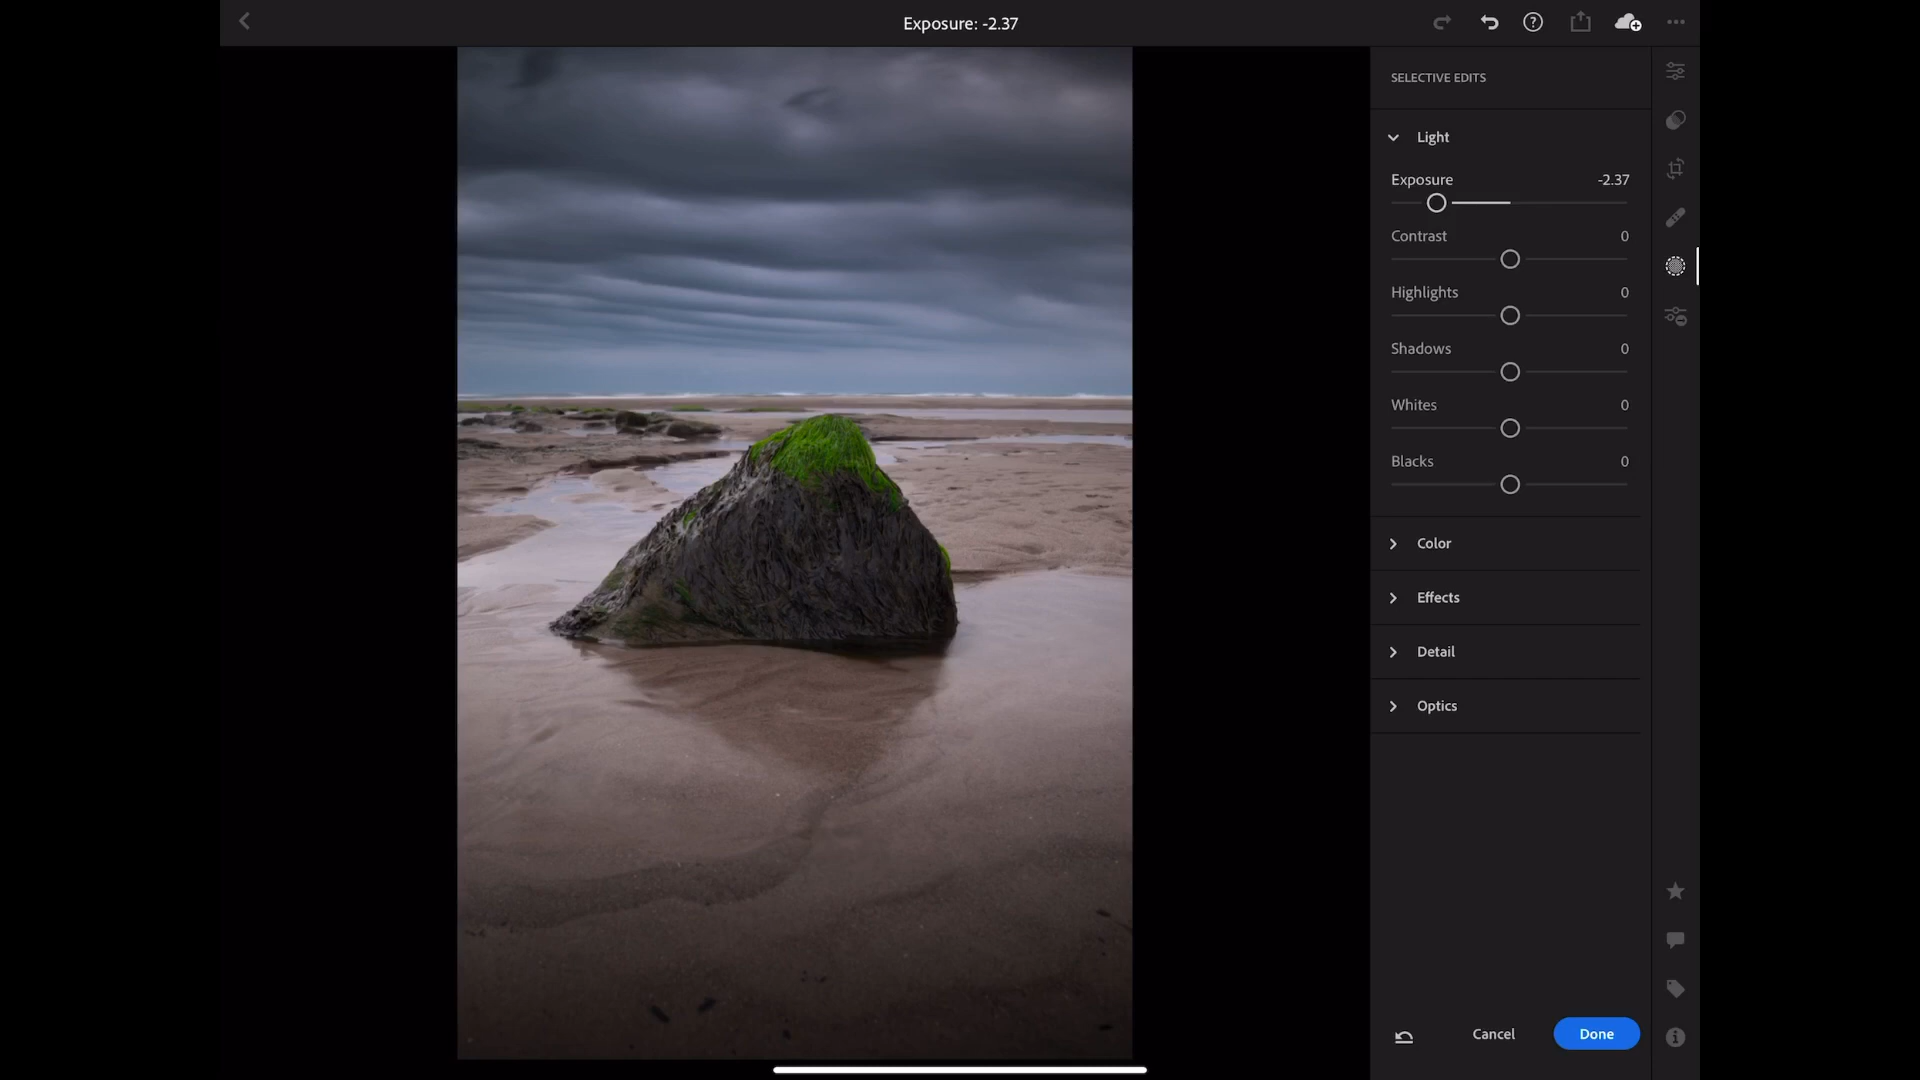 Exposure: -2.37
SELECTIVE EDITS
Light
Exposure -2.37
Contrast 0
Highlights 0
Shadows 0
Whites 0
Blacks 0
Color
Effects
Detail
Optics
Cancel Done